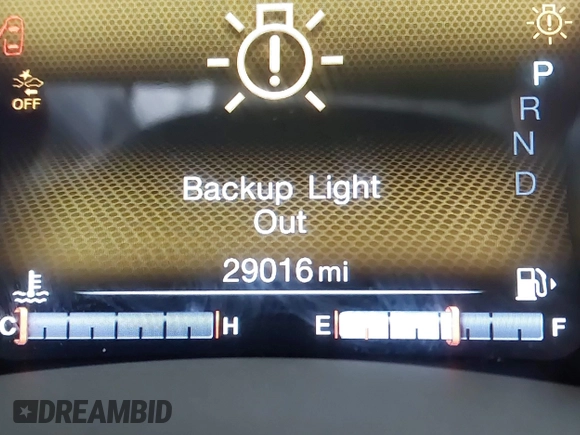 OFF
P
R
N
D
Backup Light
Out
29016 mi
C H E F
DREAMBID